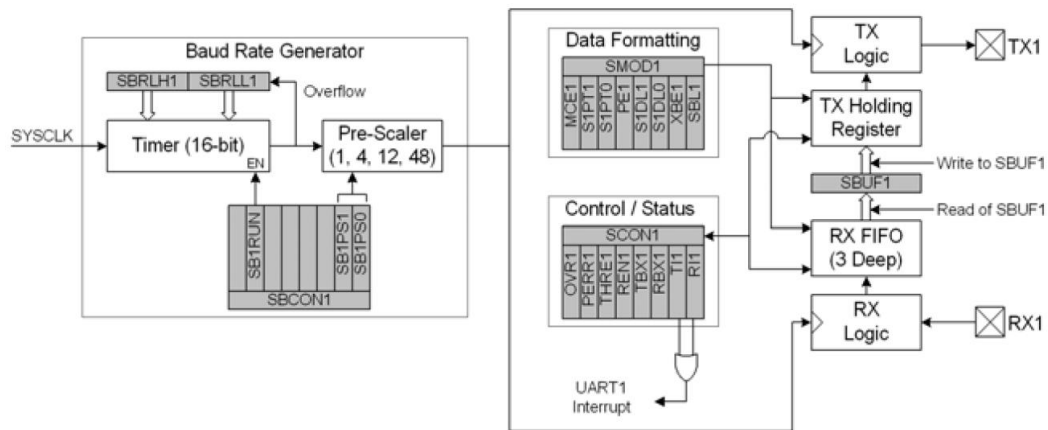 Baud Rate Generator
SBRLH1 SBRLL1
Overflow
SYSCLK
Timer (16-bit)
EN
Pre-Scaler
(1, 4, 12, 48)
SB1RUN
SB1PS1
SB1PS0
SBCON1
Data Formatting
SMOD1
MCE1
S1PT1
S1PT0
PE1
S1DL1
S1DL0
XBE1
SBL1
Control / Status
SCON1
OVR1
PERR1
THRE1
REN1
TBX1
RBX1
TI1
RI1
UART1
Interrupt
TX
Logic
TX1
TX Holding
Register
Write to SBUF1
SBUF1
Read of SBUF1
RX FIFO
(3 Deep)
RX
Logic
RX1